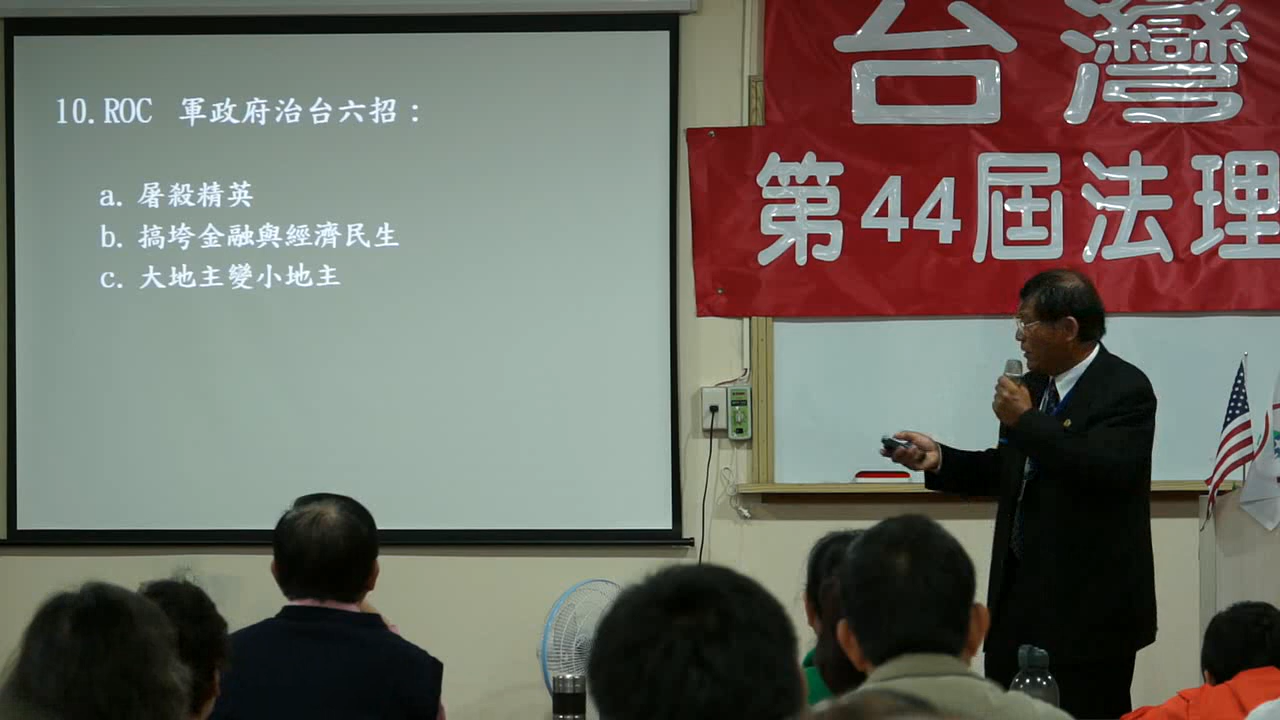 10. ROC 軍政府治台六招：
a. 屠殺精英
b. 搞垮金融與經濟民生
c. 大地主變小地主
台灣
第44屆法理